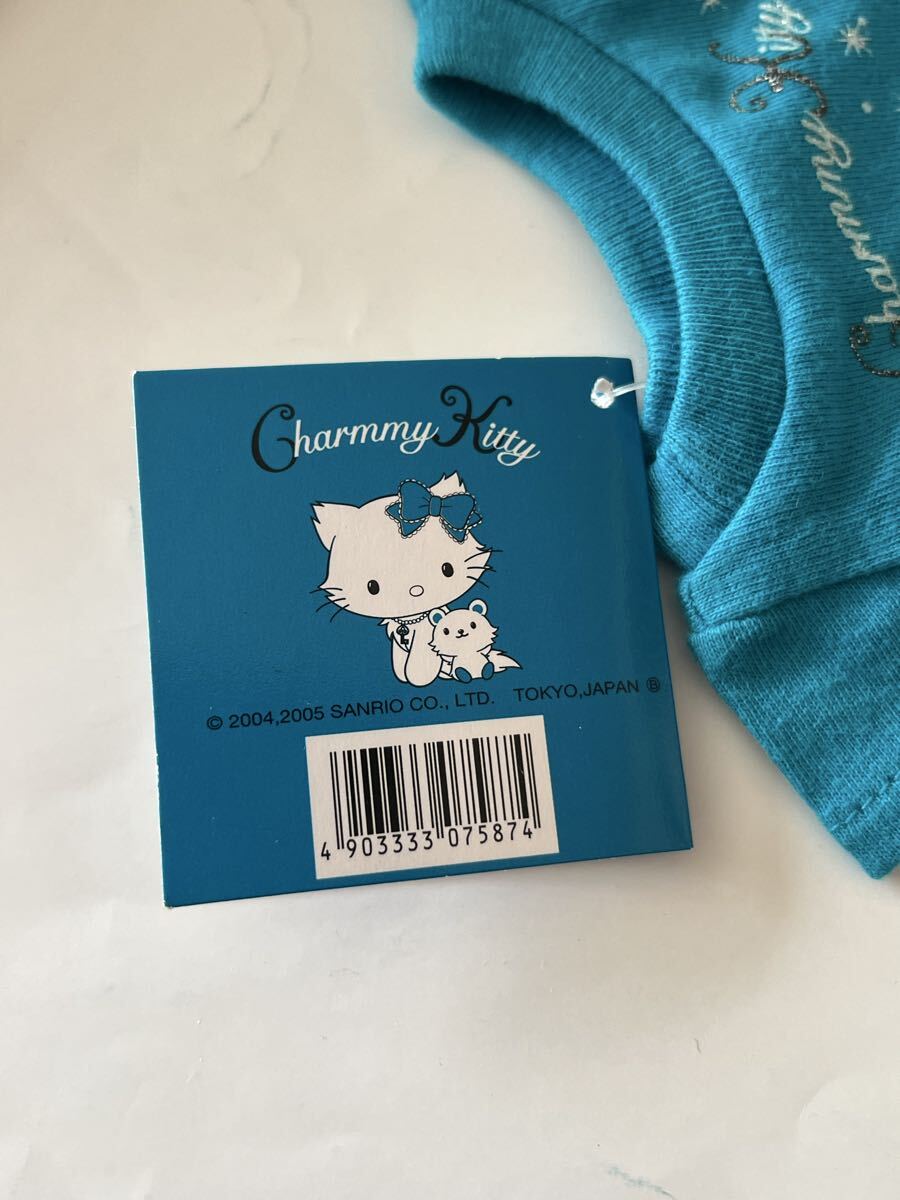 Charmmy Kitty
© 2004,2005 SANRIO CO., LTD. TOKYO,JAPAN Ⓑ
4 903333 075874
Charmmy
Kitty